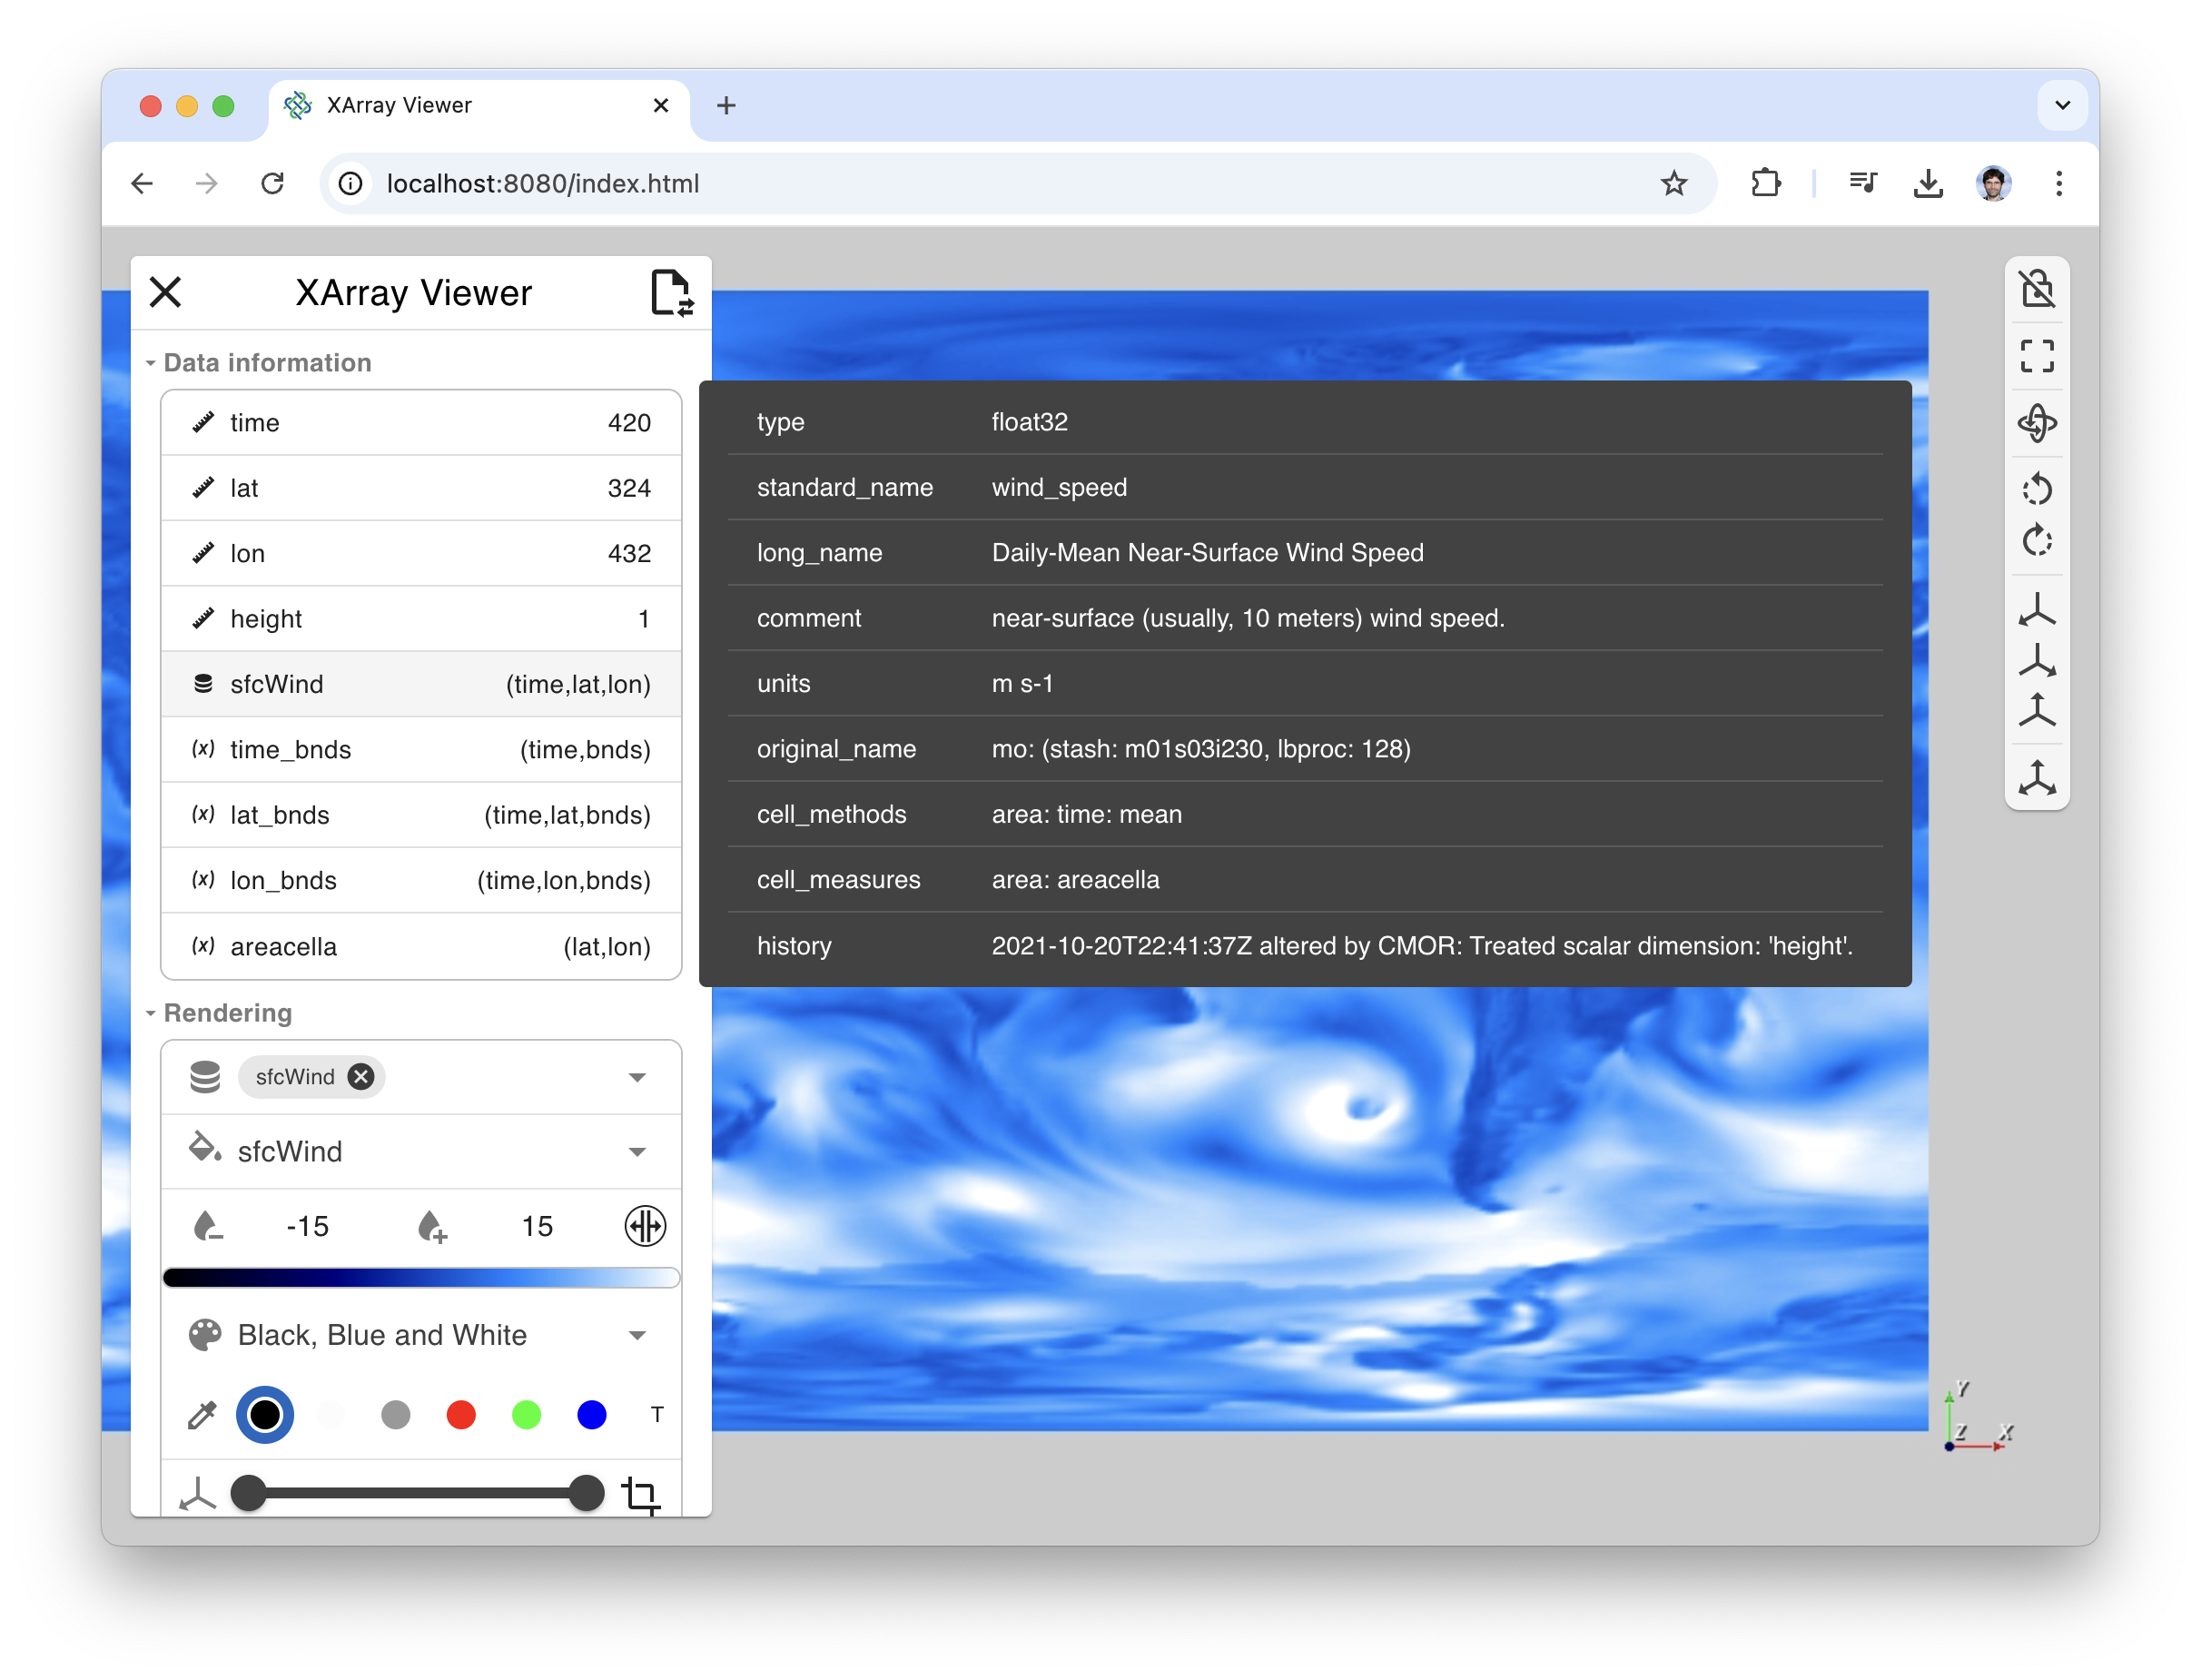 XArray Viewer
localhost:8080/index.html
XArray Viewer
Data information
time 420
lat 324
lon 432
height 1
sfcWind (time,lat,lon)
(x) time_bnds (time,bnds)
(x) lat_bnds (time,lat,bnds)
(x) lon_bnds (time,lon,bnds)
(x) areacella (lat,lon)
type float32
standard_name wind_speed
long_name Daily-Mean Near-Surface Wind Speed
comment near-surface (usually, 10 meters) wind speed.
units m s-1
original_name mo: (stash: m01s03i230, lbproc: 128)
cell_methods area: time: mean
cell_measures area: areacella
history 2021-10-20T22:41:37Z altered by CMOR: Treated scalar dimension: 'height'.
Rendering
sfcWind
sfcWind
-15 15
Black, Blue and White
T
Y
Z X